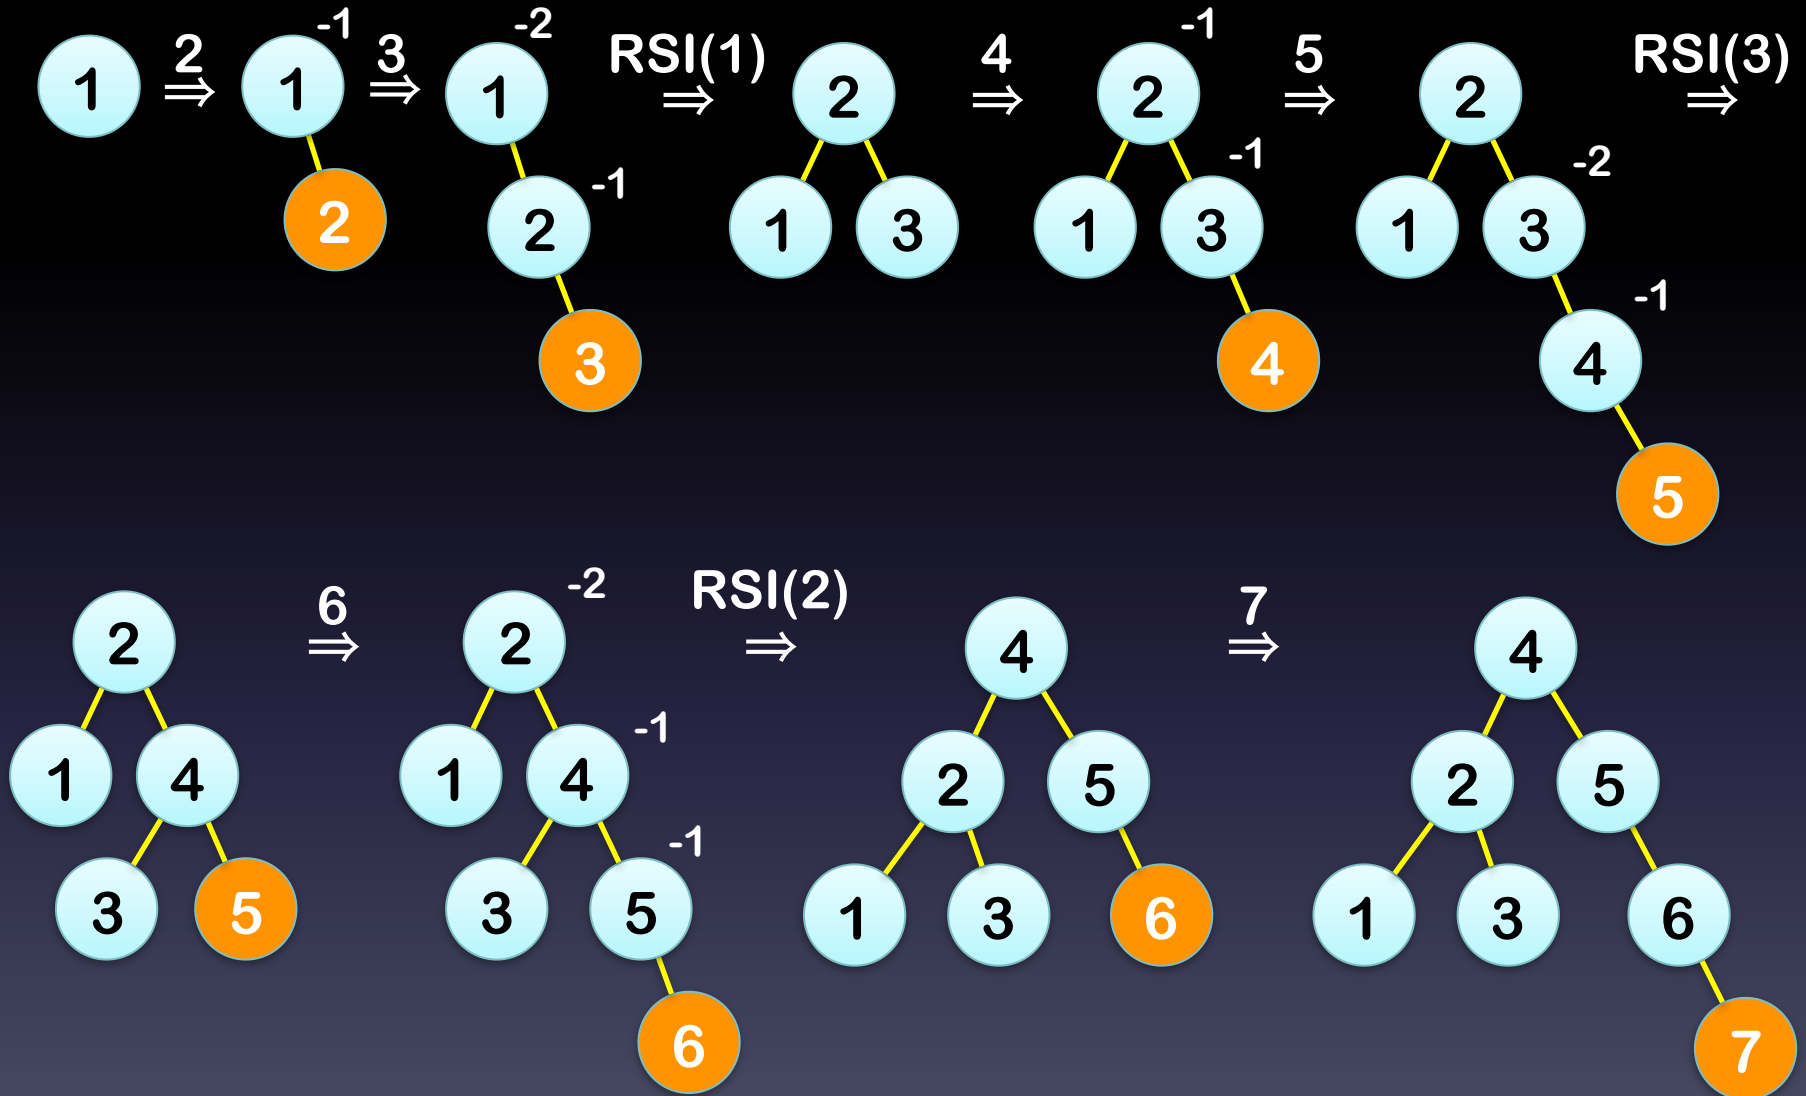 1 2 ⇒ 1 -1 3 ⇒ 1 -2 RSI(1) ⇒ 2 4 ⇒ 2 -1 5 ⇒ 2 RSI(3) ⇒
2 2 -1 1 3 1 3 -1 1 3 -2
3 4 4 -1
5
2 6 ⇒ 2 -2 RSI(2) ⇒ 4 7 ⇒ 4
1 4 1 4 -1 2 5 2 5
3 5 3 5 -1 1 3 6 1 3 6
6 7